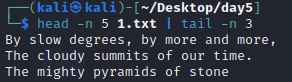 ┌──(kali㉿kali)-[~/Desktop/day5]
└─$ head -n 5 1.txt | tail -n 3
By slow degrees, by more and more,
The cloudy summits of our time.
The mighty pyramids of stone